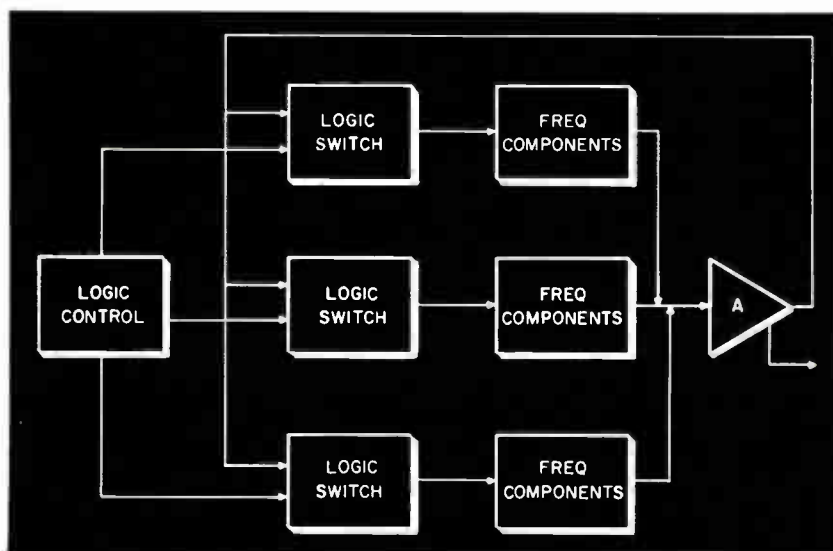 LOGIC
SWITCH
FREQ
COMPONENTS
LOGIC
CONTROL
LOGIC
SWITCH
FREQ
COMPONENTS
A
LOGIC
SWITCH
FREQ
COMPONENTS